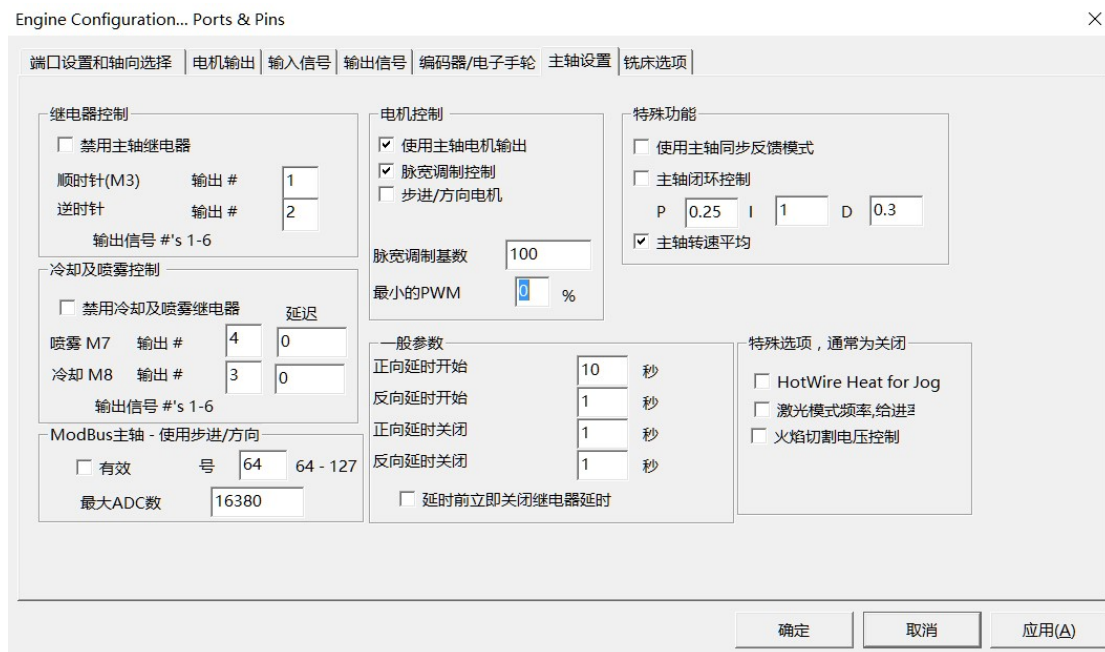 Engine Configuration... Ports & Pins
端口设置和轴向选择 电机输出 输入信号 输出信号 编码器/电子手轮 主轴设置 铣床选项
继电器控制
禁用主轴继电器
顺时针(M3) 输出 # 1
逆时针 输出 # 2
输出信号 #'s 1-6
冷却及喷雾控制
禁用冷却及喷雾继电器 延迟
喷雾 M7 输出 # 4 0
冷却 M8 输出 # 3 0
输出信号 #'s 1-6
ModBus主轴 - 使用步进/方向
有效 号 64 64 - 127
最大ADC数 16380
电机控制
使用主轴电机输出
脉宽调制控制
步进/方向电机
脉宽调制基数 100
最小的PWM 0 %
一般参数
正向延时开始 10 秒
反向延时开始 1 秒
正向延时关闭 1 秒
反向延时关闭 1 秒
延时前立即关闭继电器延时
特殊功能
使用主轴同步反馈模式
主轴闭环控制
P 0.25 I 1 D 0.3
主轴转速平均
特殊选项，通常为关闭
HotWire Heat for Jog
激光模式频率,给进
火焰切割电压控制
确定 取消 应用(A)